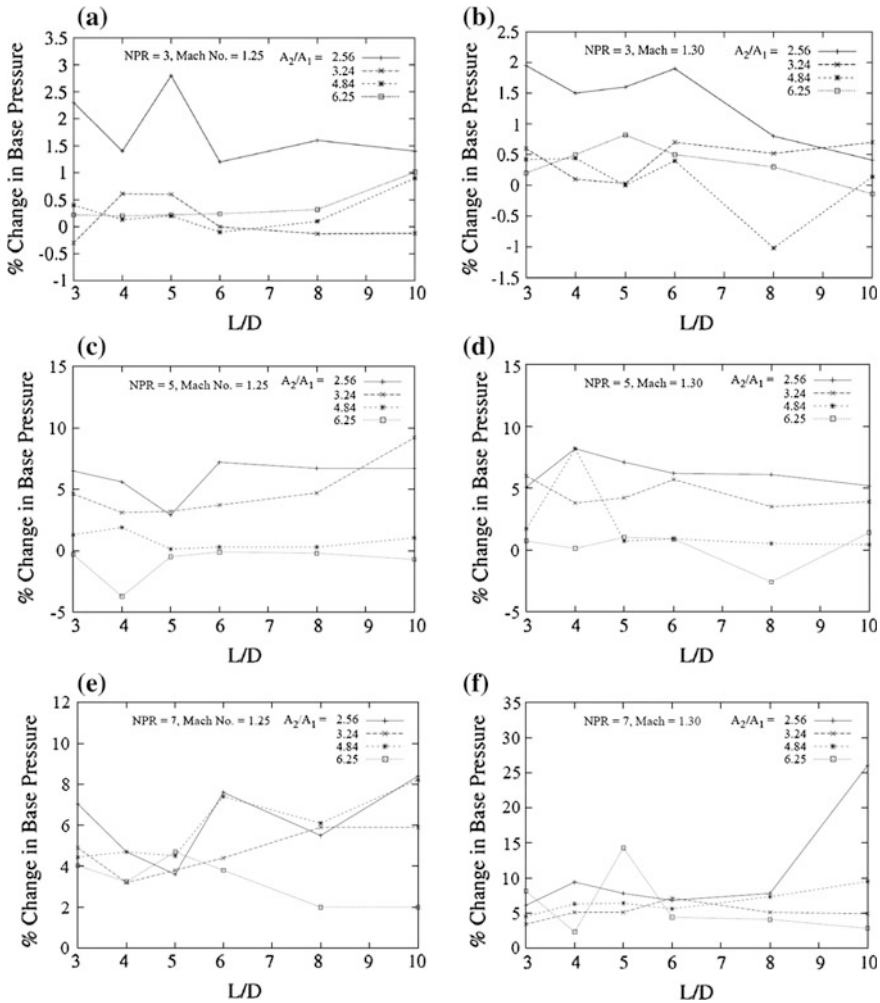 (a)
NPR = 3, Mach No. = 1.25 A2/A1 = 2.56
3.24
4.84
6.25
% Change in Base Pressure
3.5
3
2.5
2
1.5
1
0.5
0
-0.5
-1
3 4 5 6 7 8 9 10
L/D
(b)
NPR = 3, Mach = 1.30 A2/A1 = 2.56
3.24
4.84
6.25
% Change in Base Pressure
2.5
2
1.5
1
0.5
0
-0.5
-1
-1.5
3 4 5 6 7 8 9 10
L/D
(c)
NPR = 5, Mach No. = 1.25 A2/A1 = 2.56
3.24
4.84
6.25
% Change in Base Pressure
15
10
5
0
-5
3 4 5 6 7 8 9 10
L/D
(d)
NPR = 5, Mach = 1.30 A2/A1 = 2.56
3.24
4.84
6.25
% Change in Base Pressure
15
10
5
0
-5
3 4 5 6 7 8 9 10
L/D
(e)
NPR = 7, Mach No. = 1.25 A2/A1 = 2.56
3.24
4.84
6.25
% Change in Base Pressure
12
10
8
6
4
2
0
3 4 5 6 7 8 9 10
L/D
(f)
NPR = 7, Mach = 1.30 A2/A1 = 2.56
3.24
4.84
6.25
% Change in Base Pressure
35
30
25
20
15
10
5
0
3 4 5 6 7 8 9 10
L/D